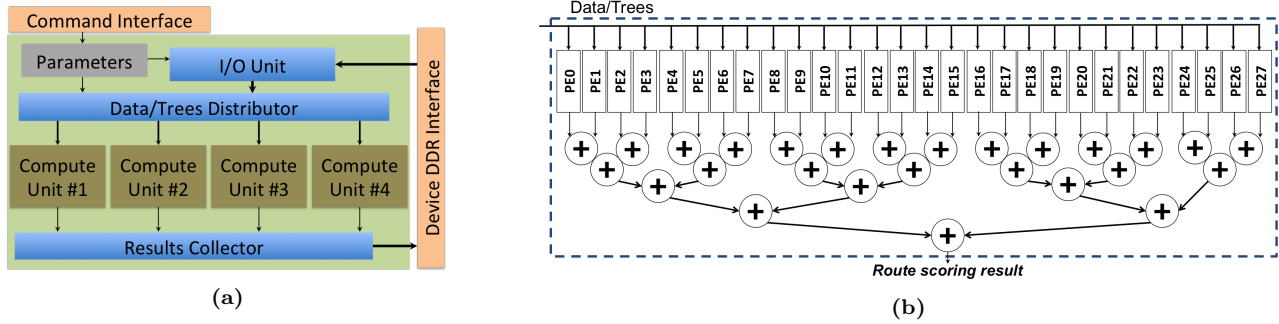 Command Interface
Parameters
I/O Unit
Data/Trees Distributor
Compute
Unit #1
Compute
Unit #2
Compute
Unit #3
Compute
Unit #4
Results Collector
Device DDR Interface
(a)
Data/Trees
PE0
PE1
PE2
PE3
PE4
PE5
PE6
PE7
PE8
PE9
PE10
PE11
PE12
PE13
PE14
PE15
PE16
PE17
PE18
PE19
PE20
PE21
PE22
PE23
PE24
PE25
PE26
PE27
+ + + + + + + + + + + + + +
+ + + + + + +
+ + +
+ +
+
Route scoring result
(b)